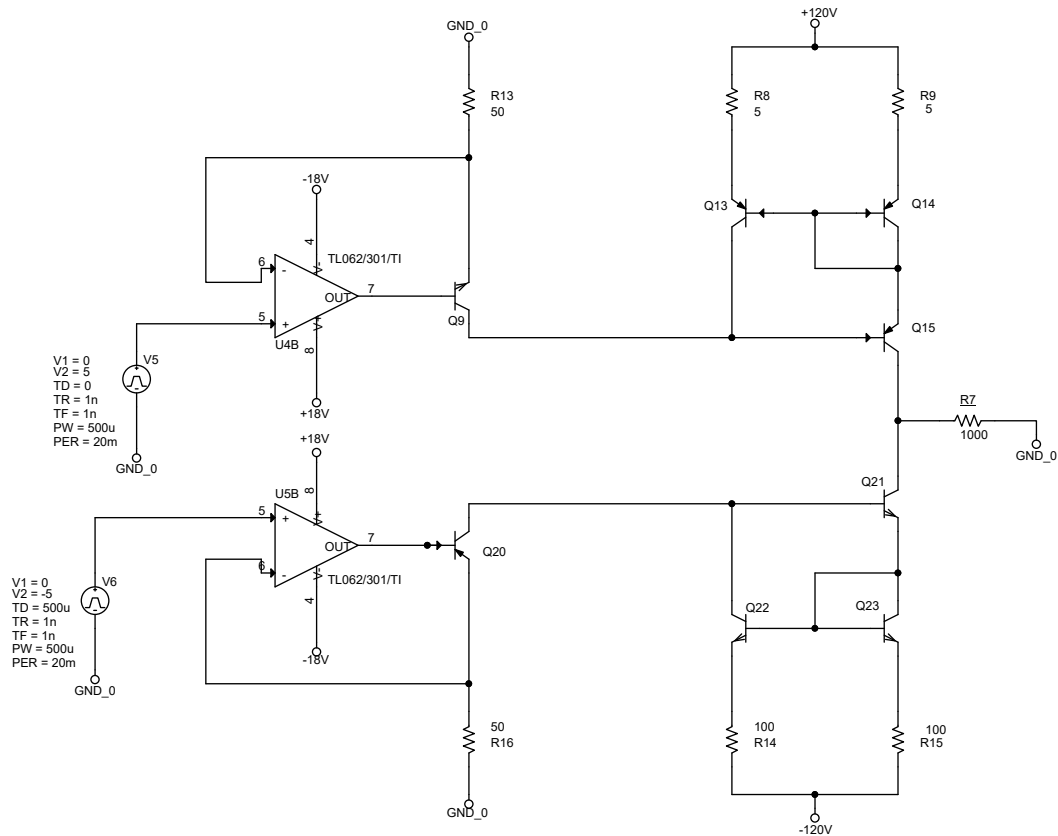 +120V
GND_0
R13
50
R8
5
R9
5
-18V
Q13
Q14
4
TL062/301/TI
V-
6
-
OUT
7
5
+
V+
Q9
U4B
8
Q15
V1 = 0
V2 = 5
TD = 0
TR = 1n
TF = 1n
PW = 500u
PER = 20m
V5
+18V
GND_0
R7
1000
GND_0
+18V
8
U5B
Q21
5
+
V+
OUT
7
Q20
6
-
V-
TL062/301/TI
4
V1 = 0
V2 = -5
TD = 500u
TR = 1n
TF = 1n
PW = 500u
PER = 20m
V6
Q22
Q23
-18V
GND_0
50
R16
100
R14
100
R15
GND_0
-120V